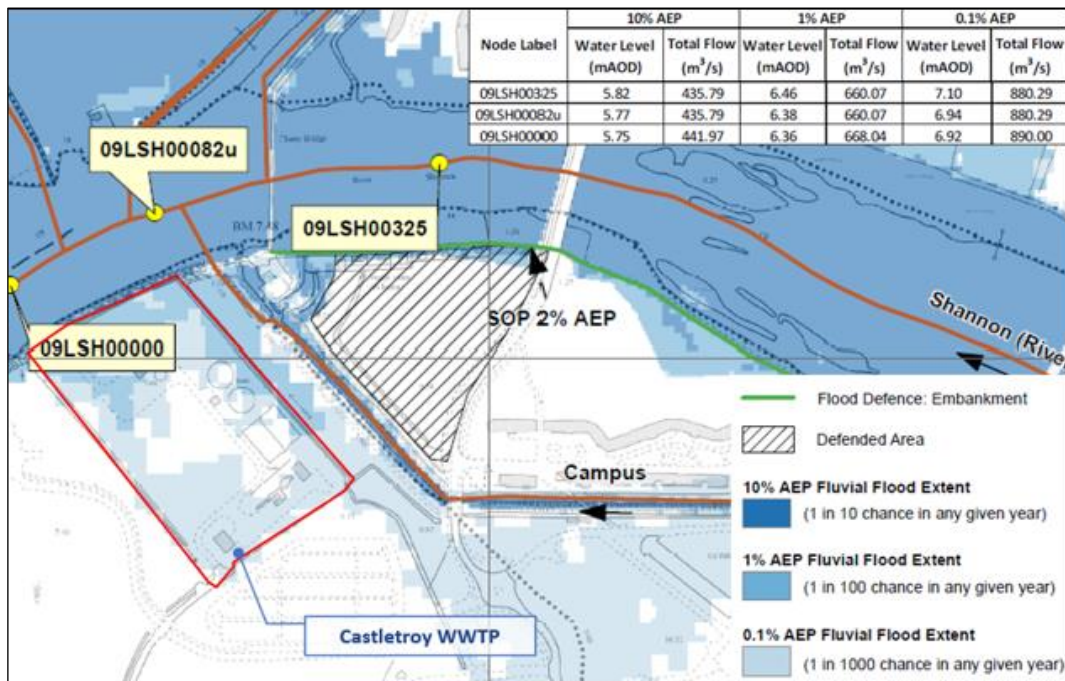 10% AEP 1% AEP 0.1% AEP
Node Label Water Level (mAOD) Total Flow (m³/s) Water Level (mAOD) Total Flow (m³/s) Water Level (mAOD) Total Flow (m³/s)
09LSH00325 5.82 435.79 6.46 660.07 7.10 880.29
09LSH00082u 5.77 435.79 6.38 660.07 6.94 880.29
09LSH00000 5.75 441.97 6.36 668.04 6.92 890.00
09LSH00082u
BM 7.48
09LSH00325
SOP 2% AEP
Shannon (River
09LSH00000
Campus
Castletroy WWTP
Flood Defence: Embankment
Defended Area
10% AEP Fluvial Flood Extent
(1 in 10 chance in any given year)
1% AEP Fluvial Flood Extent
(1 in 100 chance in any given year)
0.1% AEP Fluvial Flood Extent
(1 in 1000 chance in any given year)